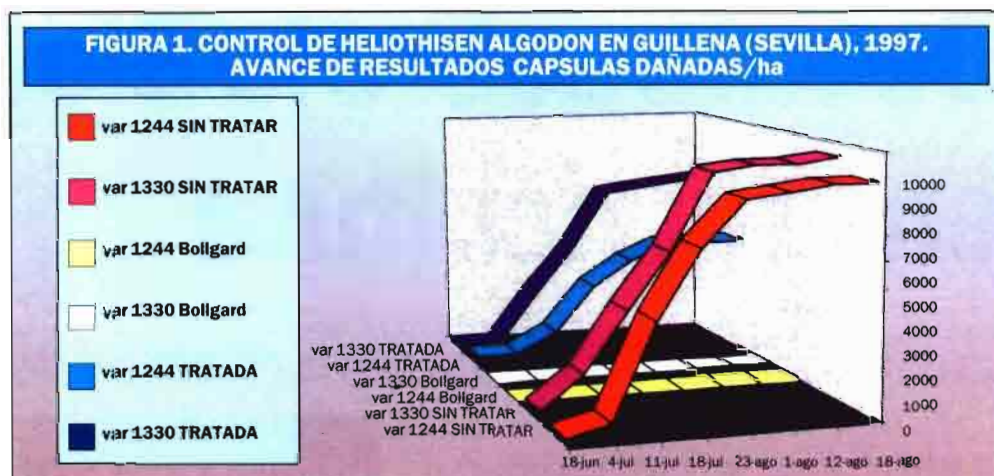 FIGURA 1. CONTROL DE HELIOTHISEN ALGODON EN GUILLENA (SEVILLA), 1997.
AVANCE DE RESULTADOS CAPSULAS DAÑADAS/ha
var 1244 SIN TRATAR
var 1330 SIN TRATAR
var 1244 Bollgard
var 1330 Bollgard
var 1244 TRATADA
var 1330 TRATADA
var 1330 TRATADA
var 1244 TRATADA
var 1330 Bollgard
var 1244 Bollgard
var 1330 SIN TRATAR
var 1244 SIN TRATAR
10000
9000
8000
7000
6000
5000
4000
3000
2000
1000
0
18-jun 4-jul 11-jul 18-jul 23-ago 1-ago 12-ago 18-ago